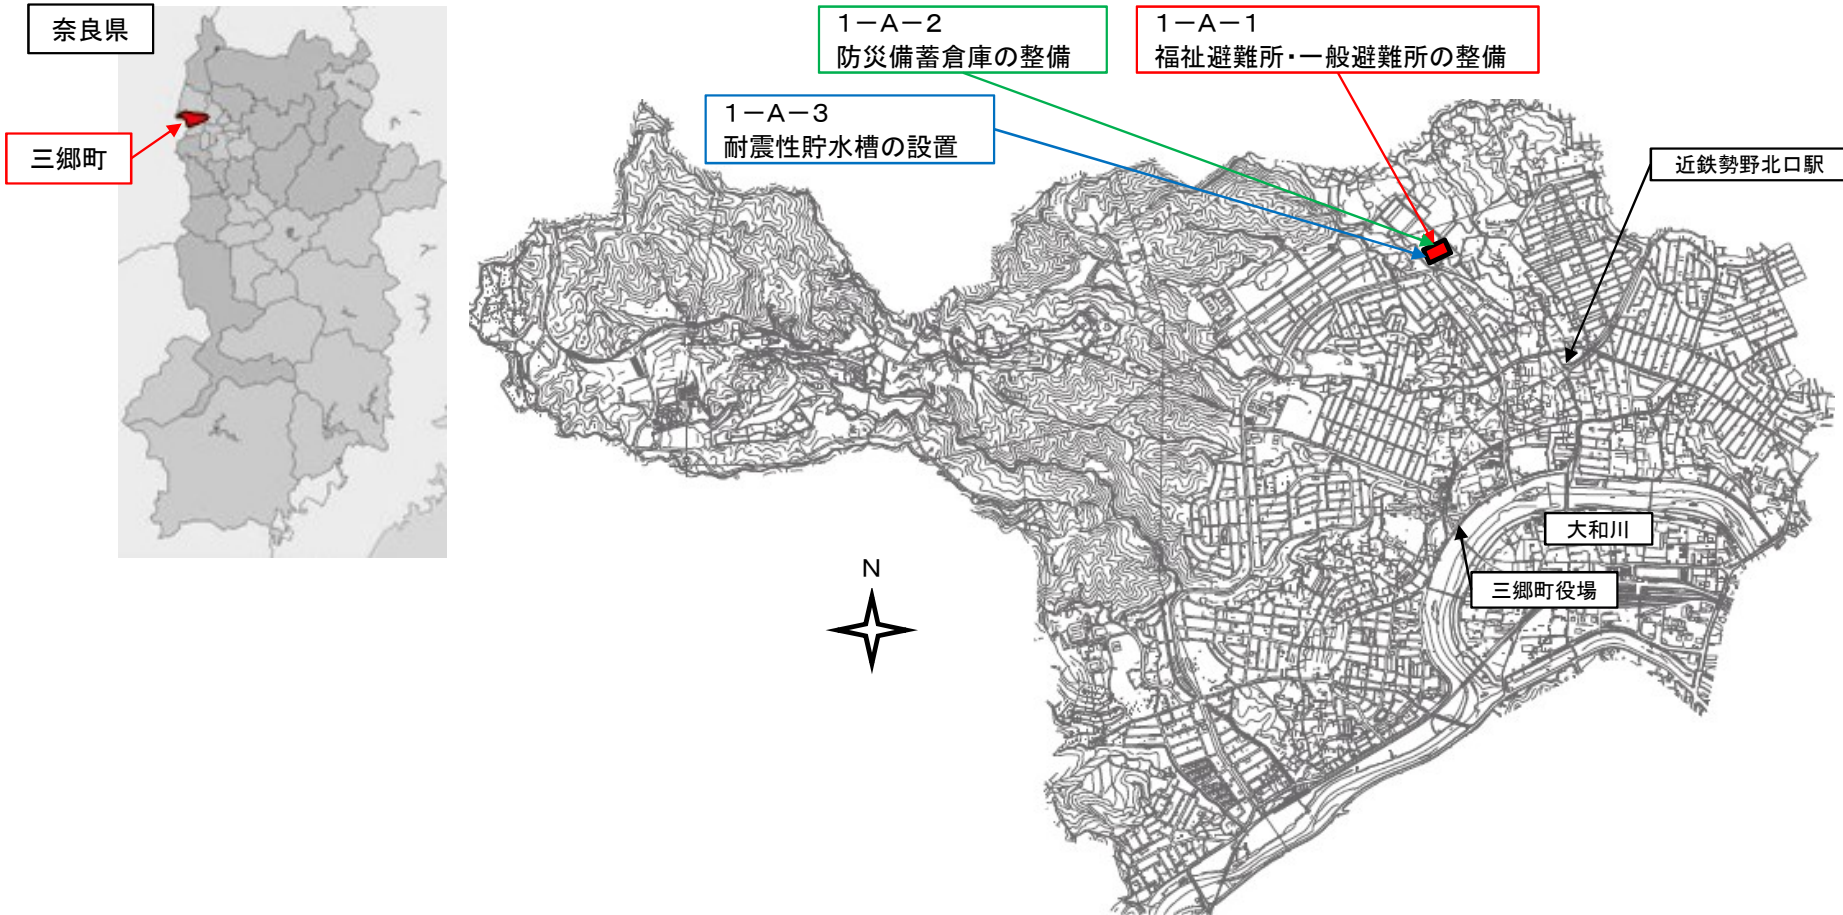 奈良県
三郷町
1-A-2
防災備蓄倉庫の整備
1-A-1
福祉避難所・一般避難所の整備
1-A-3
耐震性貯水槽の設置
近鉄勢野北口駅
大和川
三郷町役場
N